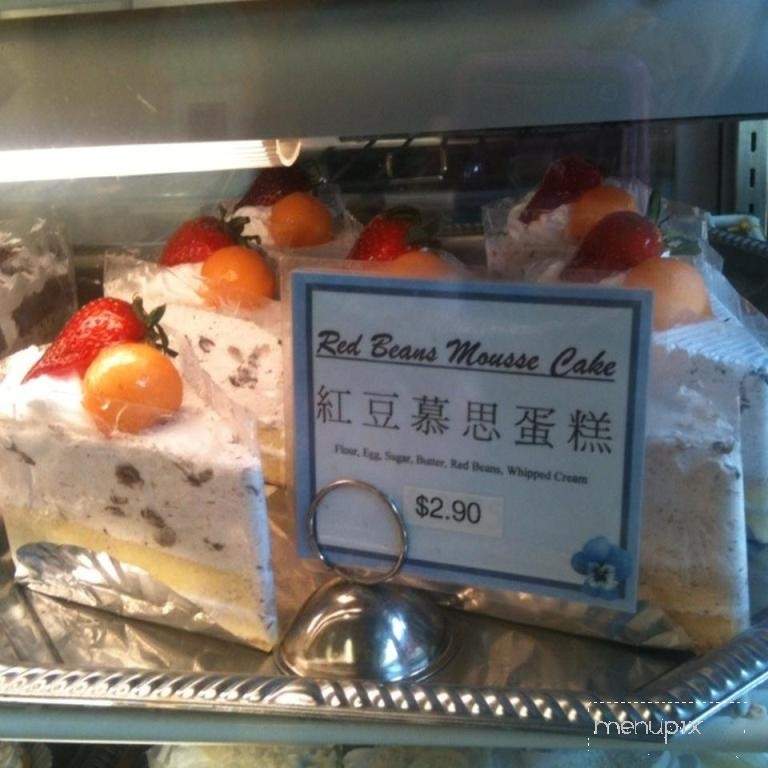 Red Beans Mousse Cake
紅豆慕思蛋糕
Flour, Egg, Sugar, Butter, Red Beans, Whipped Cream
$2.90
menupix